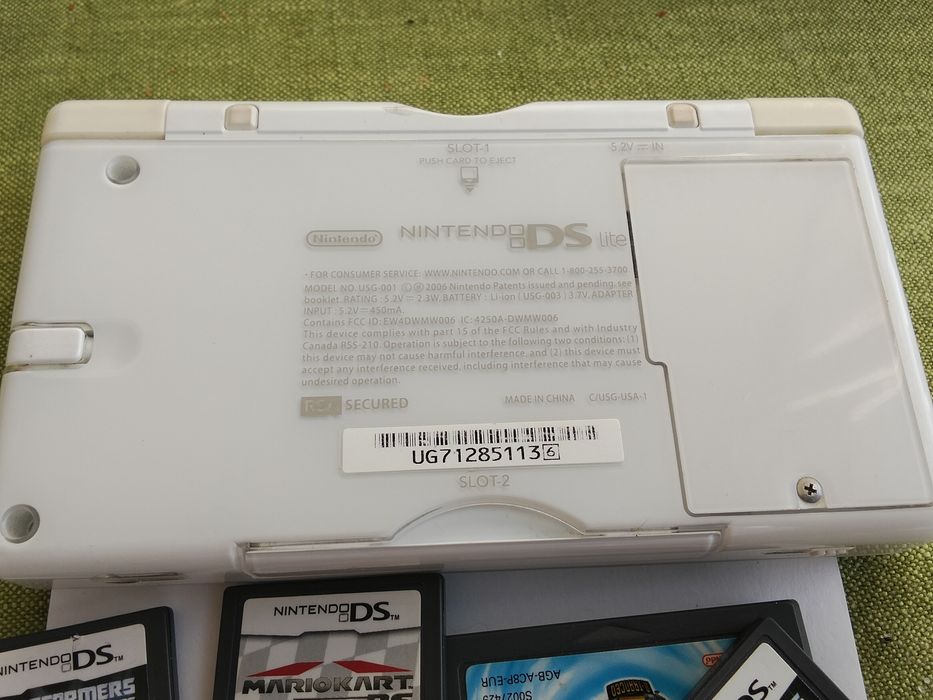 SLOT-1
PUSH CARD TO EJECT
5.2V ⎓ IN
Nintendo
NINTENDO DS lite
• FOR CONSUMER SERVICE: WWW.NINTENDO.COM OR CALL 1-800-255-3700
MODEL NO. USG-001 ⓒⓟ 2006 Nintendo Patents issued and pending, see
booklet. RATING : 5.2V ⎓ 2.3W, BATTERY : Li-ion ( USG-003 ) 3.7V, ADAPTER
INPUT : 5.2V ⎓ 450mA.
Contains FCC ID: EW4DWMW006 IC: 4250A-DWMW006
This device complies with part 15 of the FCC Rules and with Industry
Canada RSS-210. Operation is subject to the following two conditions: (1)
this device may not cause harmful interference, and (2) this device must
accept any interference received, including interference that may cause
undesired operation.
RSA SECURED
MADE IN CHINA C/USG-USA-1
UG71285113 6
SLOT-2
NINTENDO DS™
MARIOKART
DS
NINTENDO DS™
AGB-AC8P-EUR
S0027429